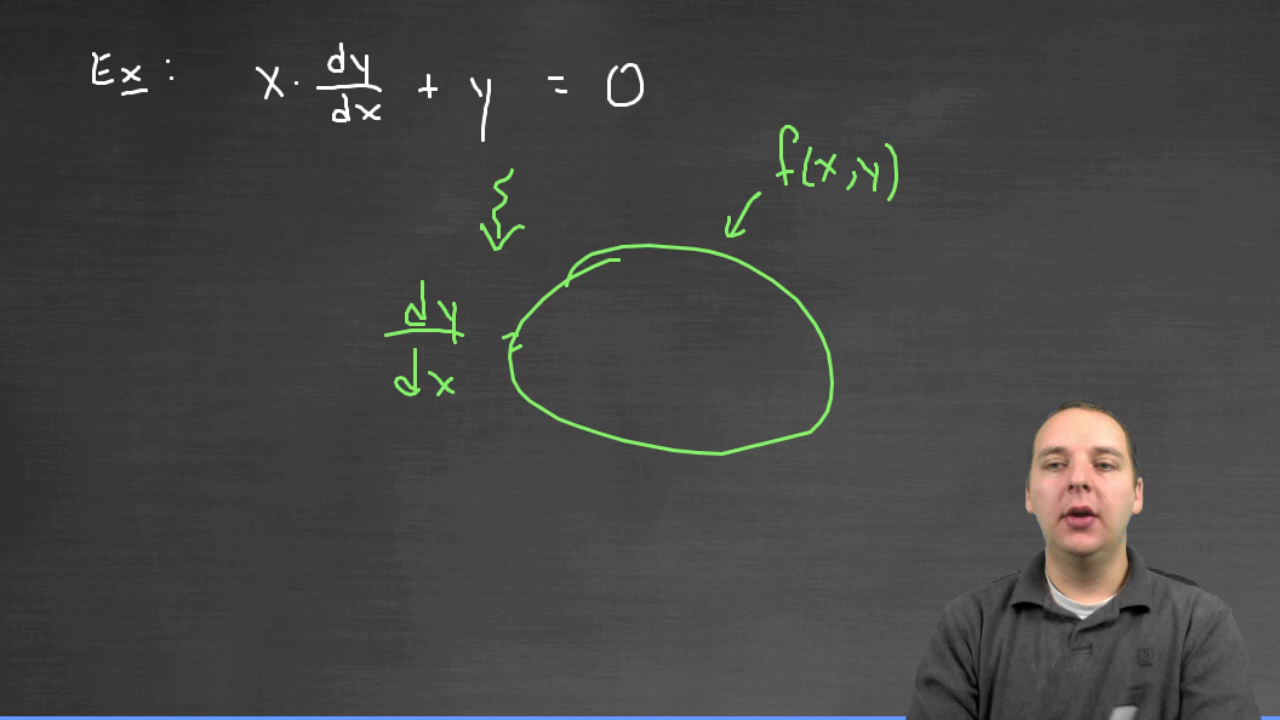 Ex: x · dy/dx + y = 0
f(x,y)
dy/dx =